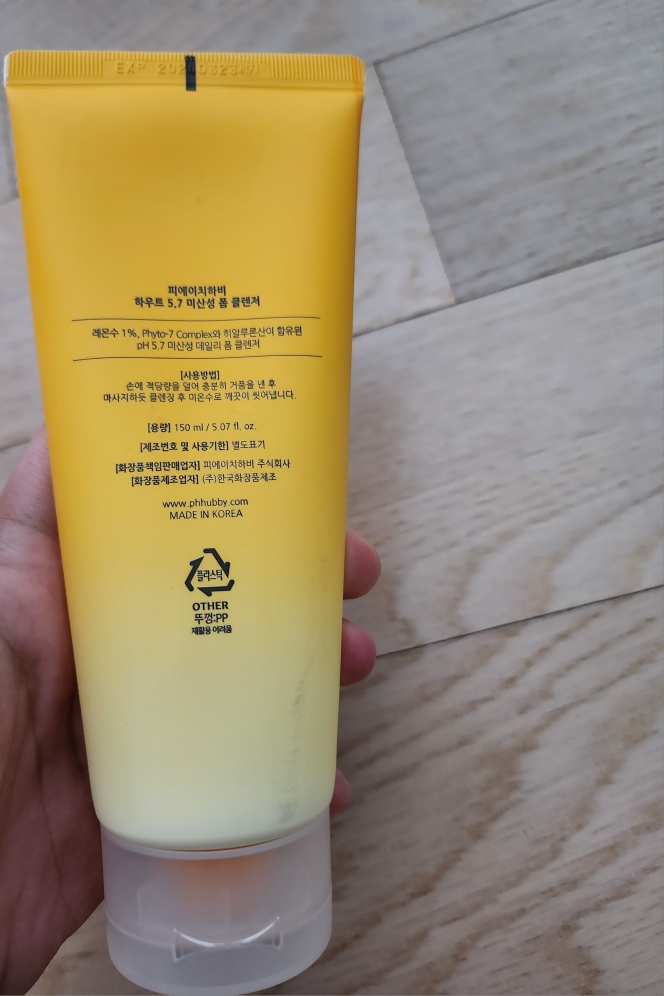 EXP
피에이치하비
하우트 5.7 미산성 폼 클렌저
레몬수 1%, Phyto-7 Complex와 히알루론산이 함유된
pH 5.7 미산성 데일리 폼 클렌저
[사용방법]
손에 적당량을 덜어 충분히 거품을 낸 후
마사지하듯 클렌징 후 미온수로 깨끗이 씻어냅니다.
[용량] 150 ml / 5.07 fl. oz.
[제조번호 및 사용기한] 별도표기
[화장품책임판매업자] 피에이치하비 주식회사
[화장품제조업자] (주)한국화장품제조
www.phhubby.com
MADE IN KOREA
플라스틱
OTHER
뚜껑:PP
재활용 어려움